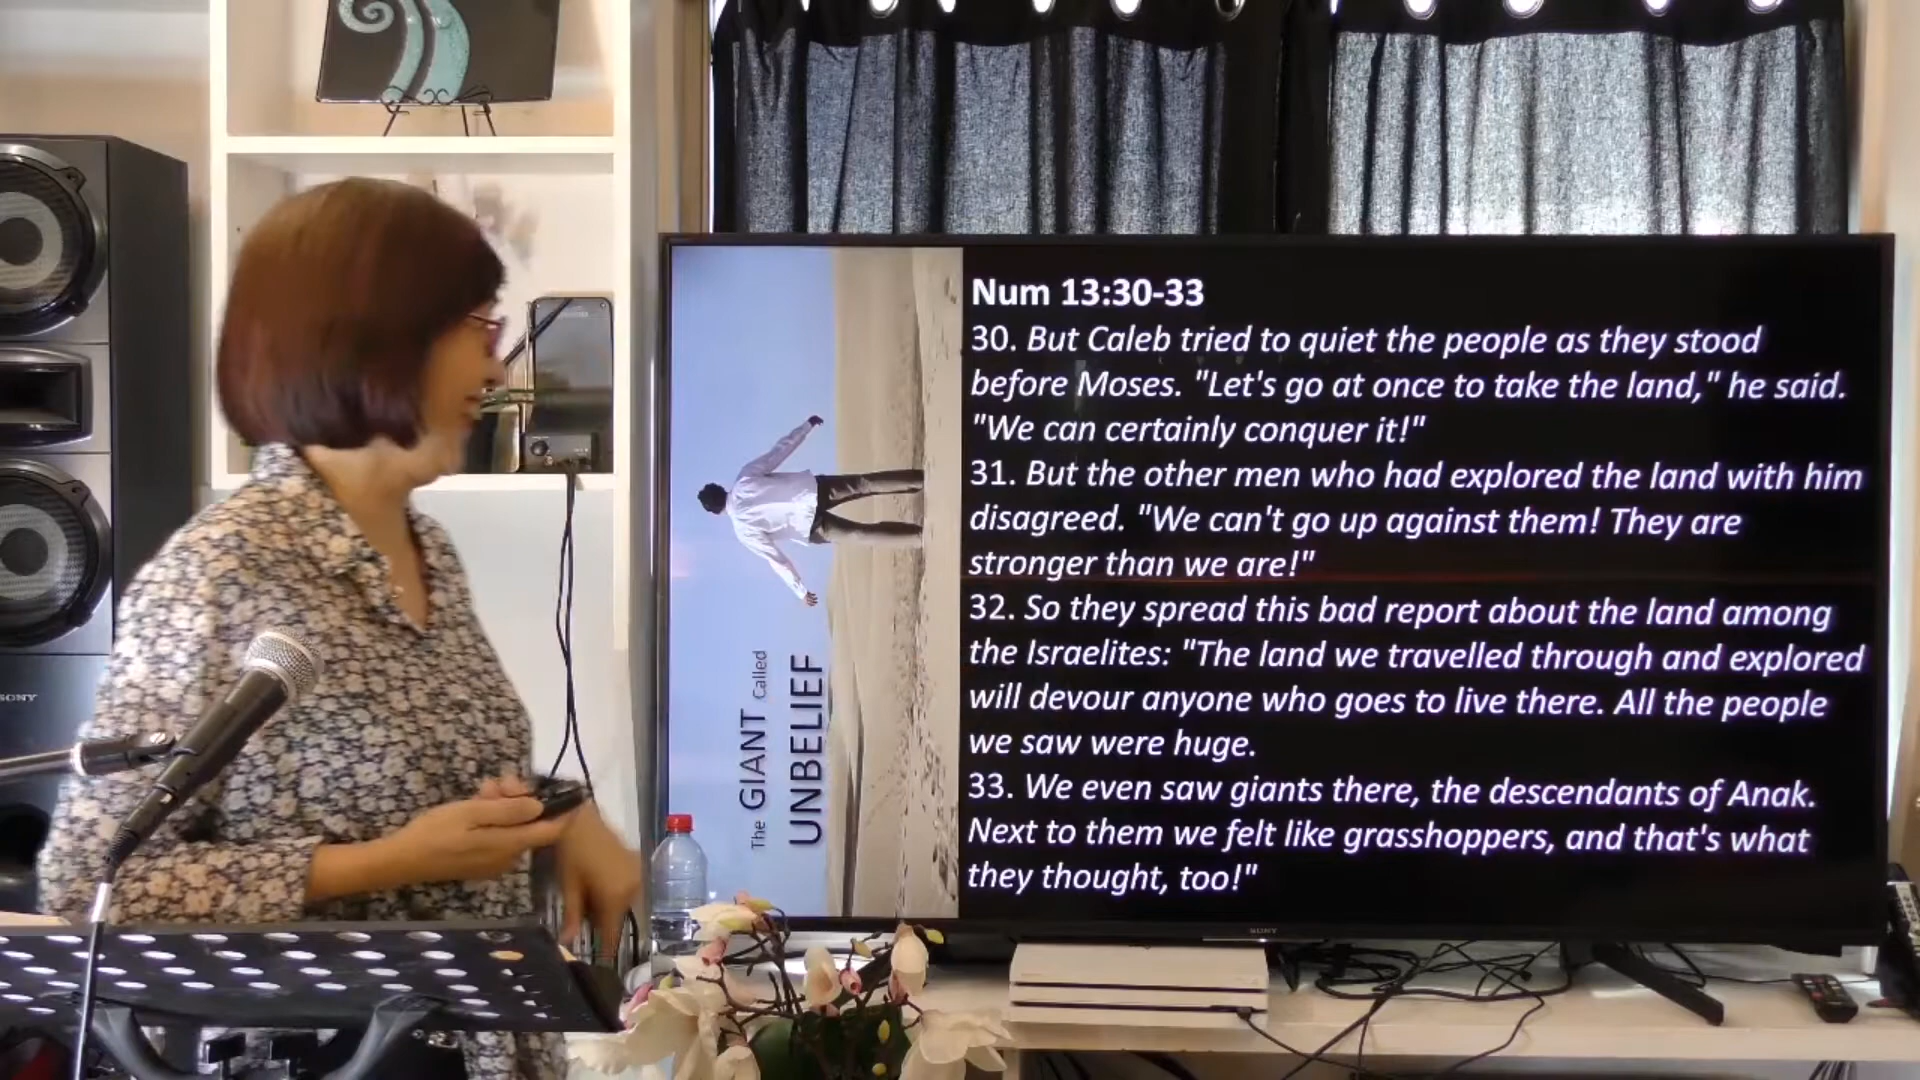 Num 13:30-33
30. But Caleb tried to quiet the people as they stood
before Moses. "Let's go at once to take the land," he said.
"We can certainly conquer it!"
31. But the other men who had explored the land with him
disagreed. "We can't go up against them! They are
stronger than we are!"
32. So they spread this bad report about the land among
the Israelites: "The land we travelled through and explored
will devour anyone who goes to live there. All the people
we saw were huge.
33. We even saw giants there, the descendants of Anak.
Next to them we felt like grasshoppers, and that's what
they thought, too!"
The GIANT Called
UNBELIEF
SONY
SONY